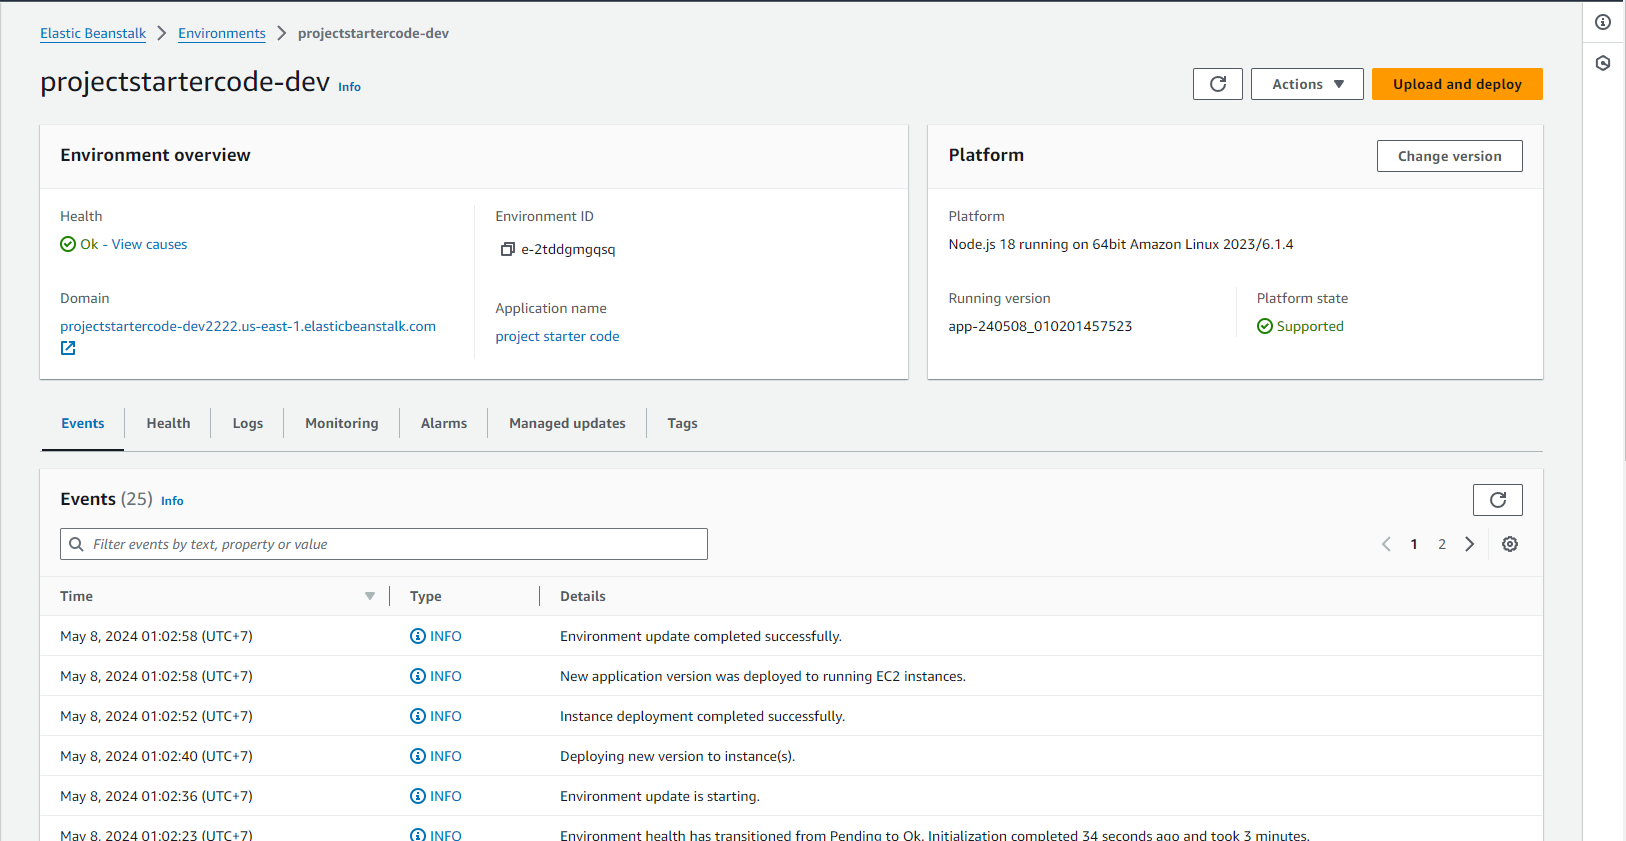 Elastic Beanstalk > Environments > projectstartercode-dev
projectstartercode-dev Info
Actions
Upload and deploy
Environment overview
Health
Ok - View causes
Domain
projectstartercode-dev2222.us-east-1.elasticbeanstalk.com
Environment ID
e-2tddgmgqsq
Application name
project starter code
Platform
Change version
Platform
Node.js 18 running on 64bit Amazon Linux 2023/6.1.4
Running version
app-240508_010201457523
Platform state
Supported
Events Health Logs Monitoring Alarms Managed updates Tags
Events (25) Info
Filter events by text, property or value
1 2
Time Type Details
May 8, 2024 01:02:58 (UTC+7) INFO Environment update completed successfully.
May 8, 2024 01:02:58 (UTC+7) INFO New application version was deployed to running EC2 instances.
May 8, 2024 01:02:52 (UTC+7) INFO Instance deployment completed successfully.
May 8, 2024 01:02:40 (UTC+7) INFO Deploying new version to instance(s).
May 8, 2024 01:02:36 (UTC+7) INFO Environment update is starting.
May 8, 2024 01:02:23 (UTC+7) INFO Environment health has transitioned from Pending to Ok. Initialization completed 34 seconds ago and took 3 minutes.